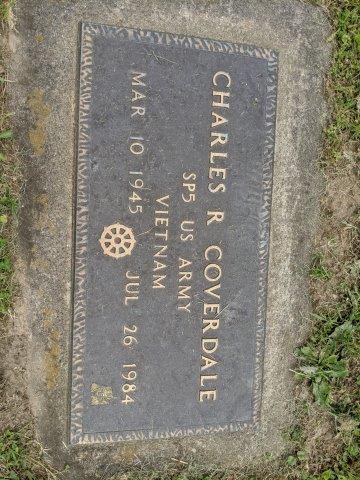 CHARLES R COVERDALE
SP5 US ARMY
VIETNAM
MAR 10 1945 JUL 26 1984